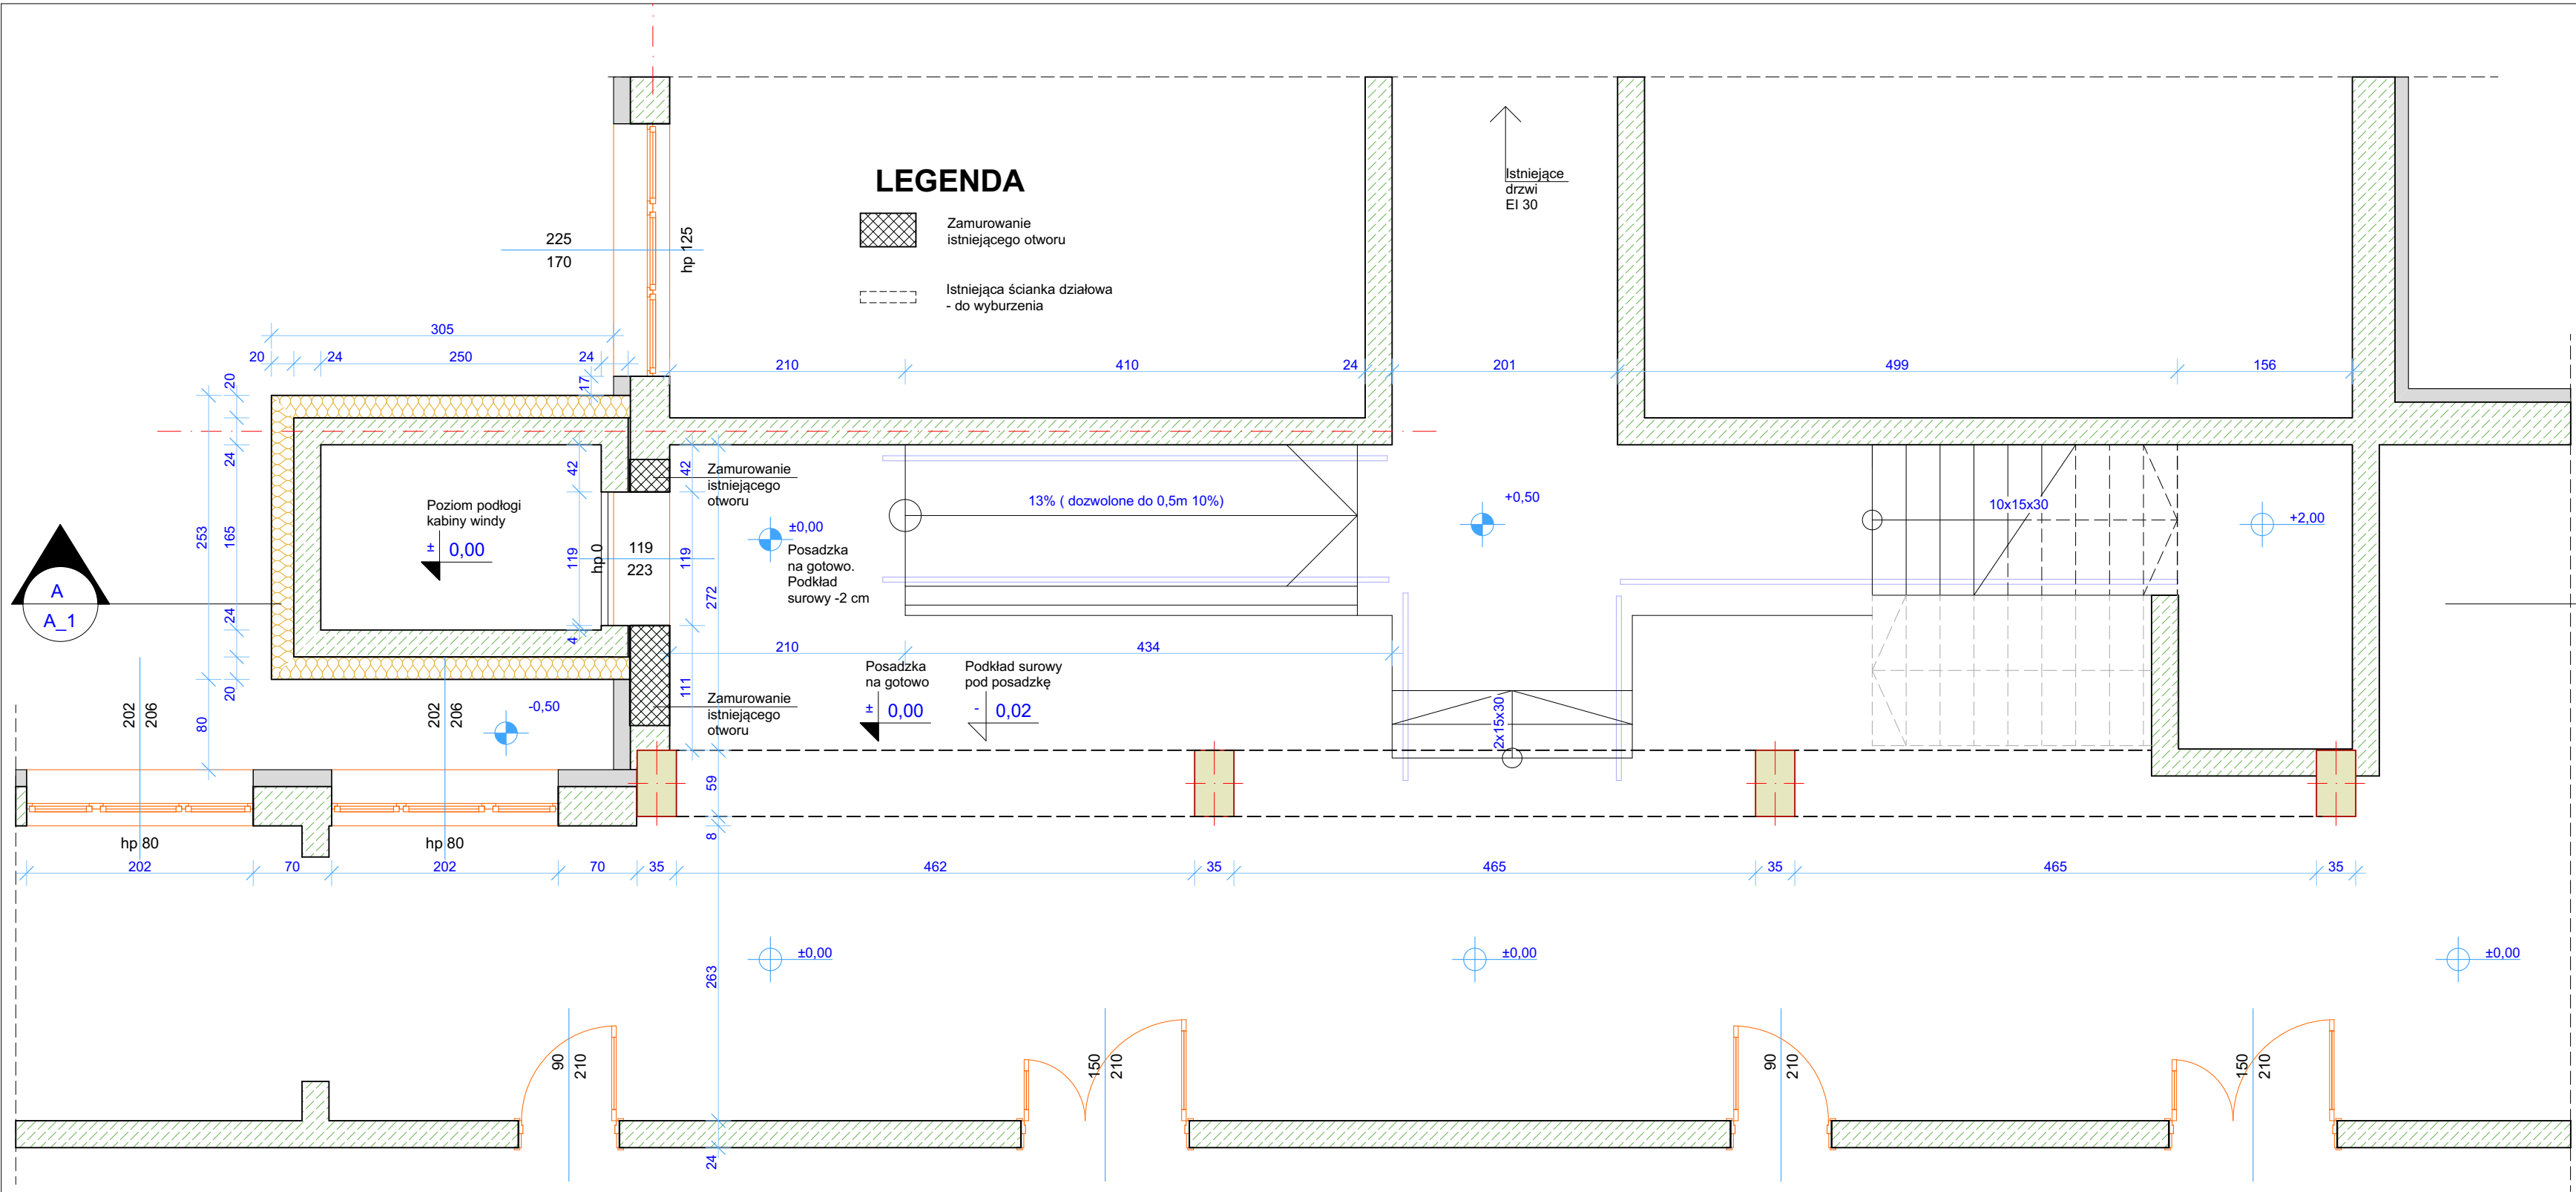 LEGENDA
Zamurowanie
istniejącego otworu
Istniejąca ścianka działowa
- do wyburzenia
Istniejące
drzwi
EI 30
225
170
hp 125
305
20
24
250
24
17
210
410
24
201
499
156
20
24
165
24
20
253
80
42
119
4
42
119
111
272
59
8
263
24
Zamurowanie
istniejącego
otworu
Poziom podłogi
kabiny windy
± 0,00
hp 0
119
223
±0,00
Posadzka
na gotowo.
Podkład
surowy -2 cm
13% ( dozwolone do 0,5m 10%)
+0,50
10x15x30
+2,00
A
A_1
210
434
Posadzka
na gotowo
± 0,00
Podkład surowy
pod posadzkę
- 0,02
Zamurowanie
istniejącego
otworu
-0,50
2x15x30
202
206
202
206
hp 80
hp 80
202
70
202
70
35
462
35
465
35
465
35
±0,00
±0,00
±0,00
90
210
150
210
90
210
150
210